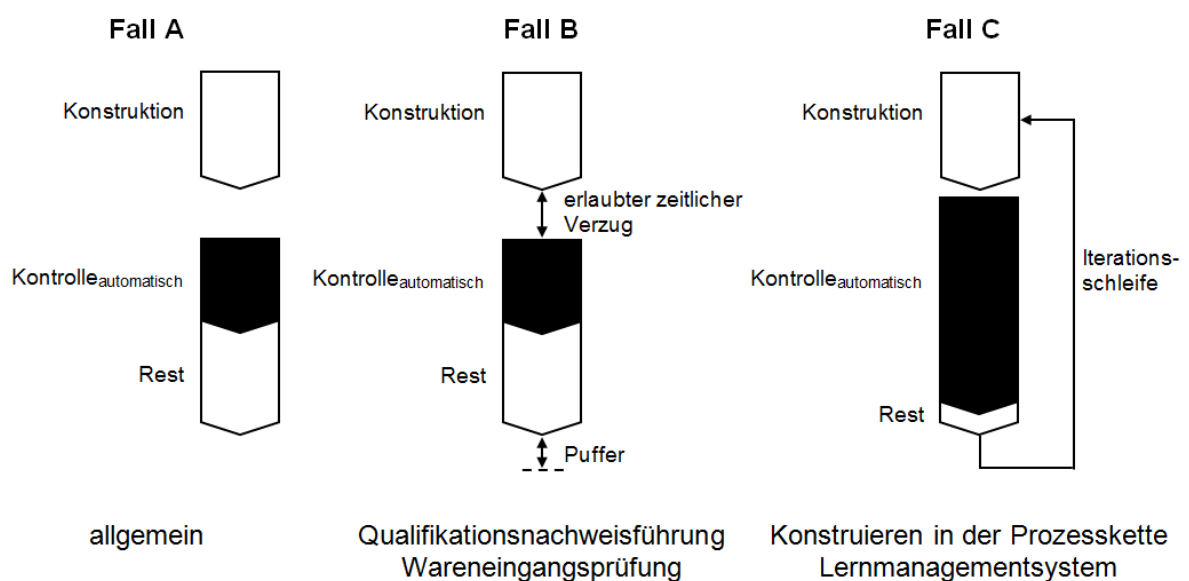 Fall A
Konstruktion
Kontrolleautomatisch
Rest
allgemein
Fall B
Konstruktion
erlaubter zeitlicher
Verzug
Kontrolleautomatisch
Rest
Puffer
Qualifikationsnachweisführung
Wareneingangsprüfung
Fall C
Konstruktion
Kontrolleautomatisch
Iterations-
schleife
Rest
Konstruieren in der Prozesskette
Lernmanagementsystem